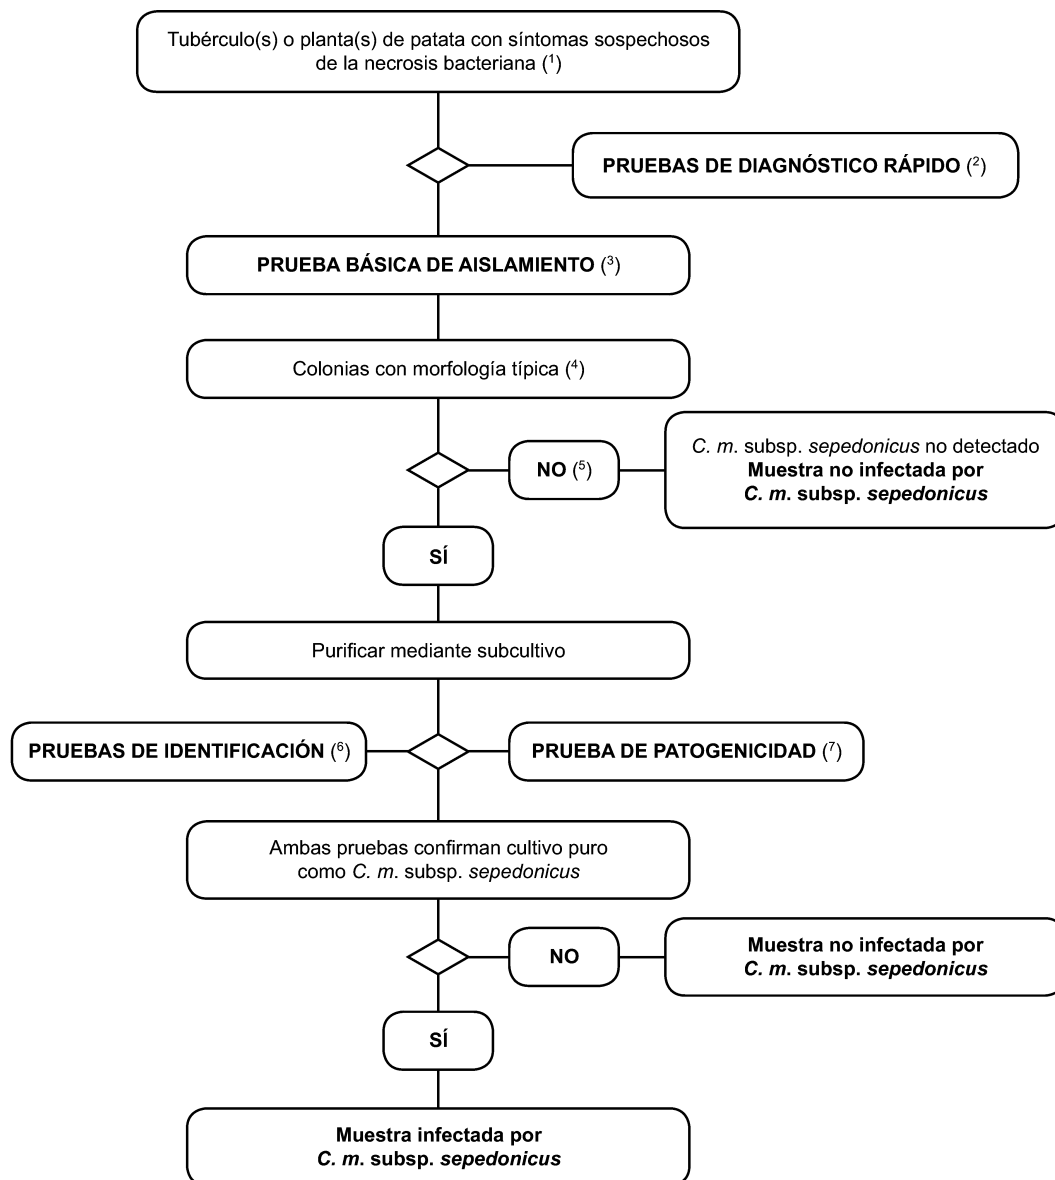 Tubérculo(s) o planta(s) de patata con síntomas sospechosos
de la necrosis bacteriana (¹)
PRUEBAS DE DIAGNÓSTICO RÁPIDO (²)
PRUEBA BÁSICA DE AISLAMIENTO (³)
Colonias con morfología típica (⁴)
NO (⁵)
C. m. subsp. sepedonicus no detectado
Muestra no infectada por
C. m. subsp. sepedonicus
SÍ
Purificar mediante subcultivo
PRUEBAS DE IDENTIFICACIÓN (⁶)
PRUEBA DE PATOGENICIDAD (⁷)
Ambas pruebas confirman cultivo puro
como C. m. subsp. sepedonicus
NO
Muestra no infectada por
C. m. subsp. sepedonicus
SÍ
Muestra infectada por
C. m. subsp. sepedonicus